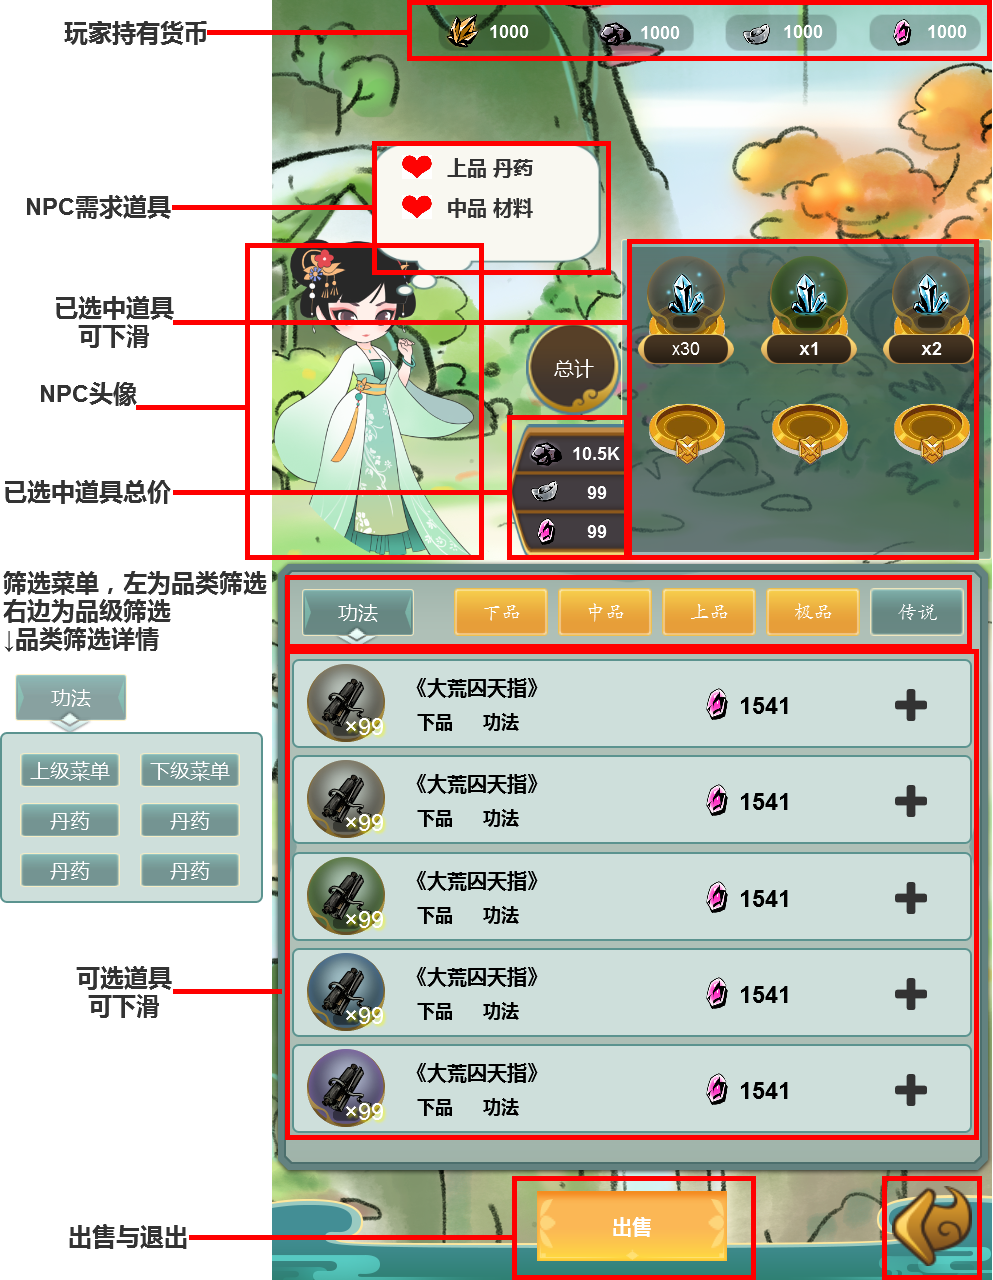 玩家持有货币
1000 1000 1000 1000
上品 丹药
NPC需求道具
中品 材料
已选中道具
可下滑
总计
x30 x1 x2
NPC头像
10.5K
已选中道具总价
99
99
筛选菜单，左为品类筛选
右边为品级筛选
↓品类筛选详情
功法 下品 中品 上品 极品 传说
功法
上级菜单 下级菜单
丹药 丹药
丹药 丹药
《大荒囚天指》
下品 功法
×99
1541
《大荒囚天指》
下品 功法
×99
1541
《大荒囚天指》
下品 功法
×99
1541
可选道具
可下滑
《大荒囚天指》
下品 功法
×99
1541
《大荒囚天指》
下品 功法
×99
1541
出售与退出
出售